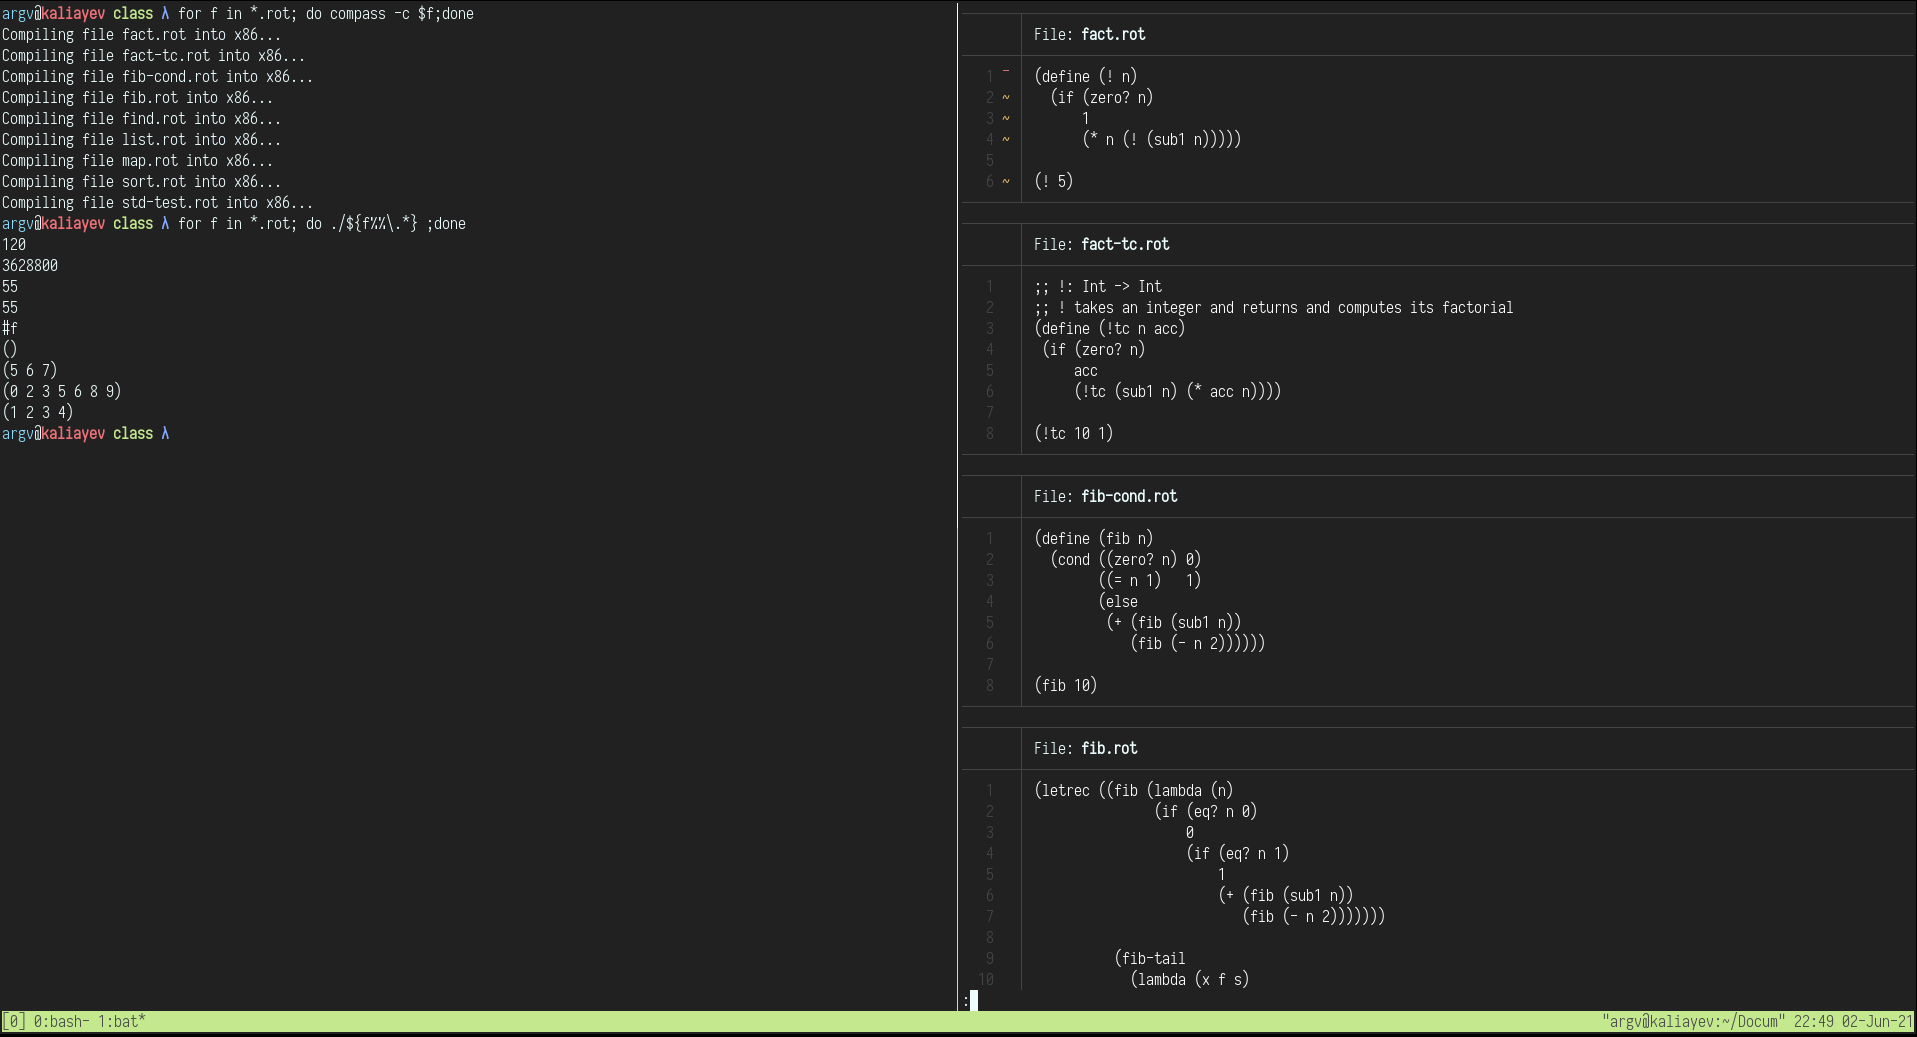 argv@kaliayev class λ for f in *.rot; do compass -c $f;done
Compiling file fact.rot into x86...
Compiling file fact-tc.rot into x86...
Compiling file fib-cond.rot into x86...
Compiling file fib.rot into x86...
Compiling file find.rot into x86...
Compiling file list.rot into x86...
Compiling file map.rot into x86...
Compiling file sort.rot into x86...
Compiling file std-test.rot into x86...
argv@kaliayev class λ for f in *.rot; do ./${f%%\.*} ;done
120
3628800
55
55
#f
()
(5 6 7)
(0 2 3 5 6 8 9)
(1 2 3 4)
argv@kaliayev class λ
File: fact.rot
1 ‾ (define (! n)
2 ~   (if (zero? n)
3 ~       1
4 ~       (* n (! (sub1 n)))))
5
6 ~ (! 5)
File: fact-tc.rot
1 ;; !: Int -> Int
2 ;; ! takes an integer and returns and computes its factorial
3 (define (!tc n acc)
4  (if (zero? n)
5      acc
6      (!tc (sub1 n) (* acc n))))
7
8 (!tc 10 1)
File: fib-cond.rot
1 (define (fib n)
2   (cond ((zero? n) 0)
3         ((= n 1)   1)
4         (else
5          (+ (fib (sub1 n))
6             (fib (- n 2))))))
7
8 (fib 10)
File: fib.rot
1 (letrec ((fib (lambda (n)
2                (if (eq? n 0)
3                    0
4                    (if (eq? n 1)
5                        1
6                        (+ (fib (sub1 n))
7                           (fib (- n 2)))))))
8
9           (fib-tail
10            (lambda (x f s)
:
[0] 0:bash- 1:bat* "argv@kaliayev:~/Docum" 22:49 02-Jun-21